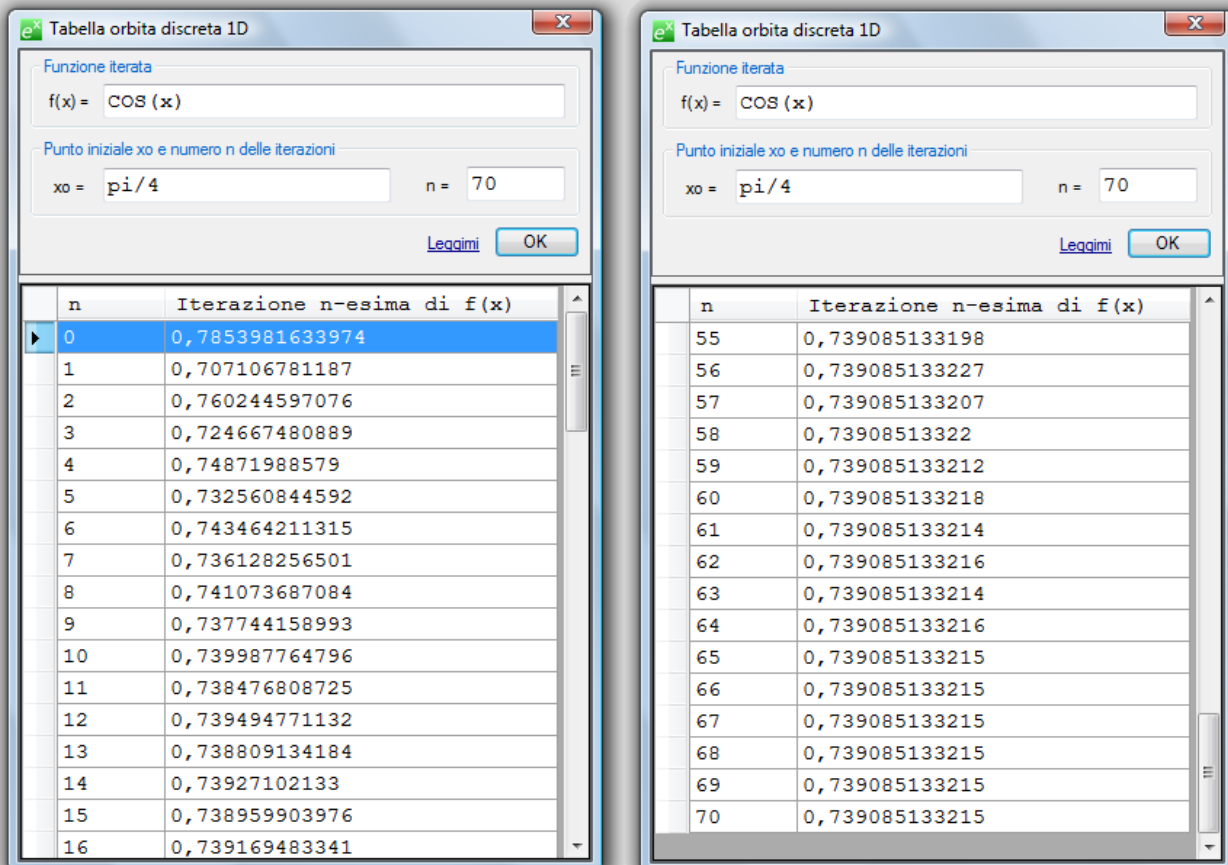 Tabella orbita discreta 1D
Funzione iterata
f(x) = COS(x)
Punto iniziale xo e numero n delle iterazioni
xo = pi/4 n = 70
Leggimi OK
n Iterazione n-esima di f(x)
0 0,7853981633974
1 0,707106781187
2 0,760244597076
3 0,724667480889
4 0,74871988579
5 0,732560844592
6 0,743464211315
7 0,736128256501
8 0,741073687084
9 0,737744158993
10 0,739987764796
11 0,738476808725
12 0,739494771132
13 0,738809134184
14 0,73927102133
15 0,738959903976
16 0,739169483341
Tabella orbita discreta 1D
Funzione iterata
f(x) = COS(x)
Punto iniziale xo e numero n delle iterazioni
xo = pi/4 n = 70
Leggimi OK
n Iterazione n-esima di f(x)
55 0,739085133198
56 0,739085133227
57 0,739085133207
58 0,73908513322
59 0,739085133212
60 0,739085133218
61 0,739085133214
62 0,739085133216
63 0,739085133214
64 0,739085133216
65 0,739085133215
66 0,739085133215
67 0,739085133215
68 0,739085133215
69 0,739085133215
70 0,739085133215